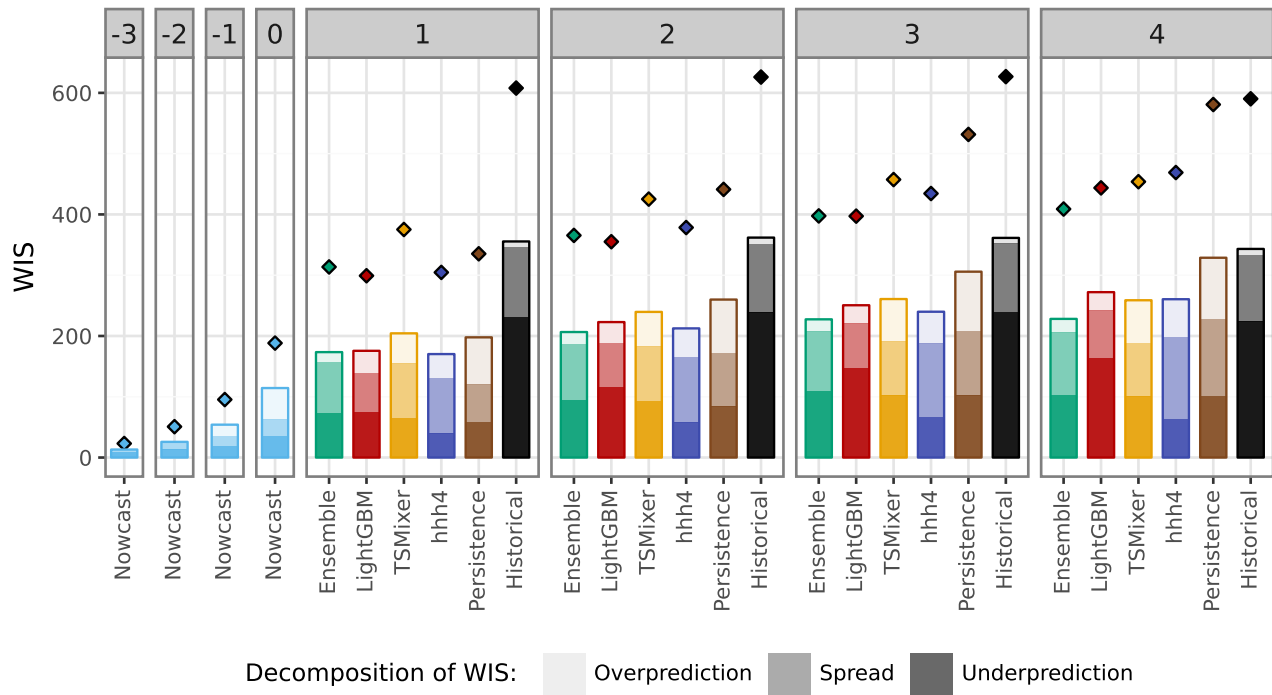 -3 -2 -1 0 1 2 3 4
WIS
600
400
200
0
Nowcast Nowcast Nowcast Nowcast Ensemble LightGBM TSMixer hhh4 Persistence Historical Ensemble LightGBM TSMixer hhh4 Persistence Historical Ensemble LightGBM TSMixer hhh4 Persistence Historical Ensemble LightGBM TSMixer hhh4 Persistence Historical
Decomposition of WIS: Overprediction Spread Underprediction